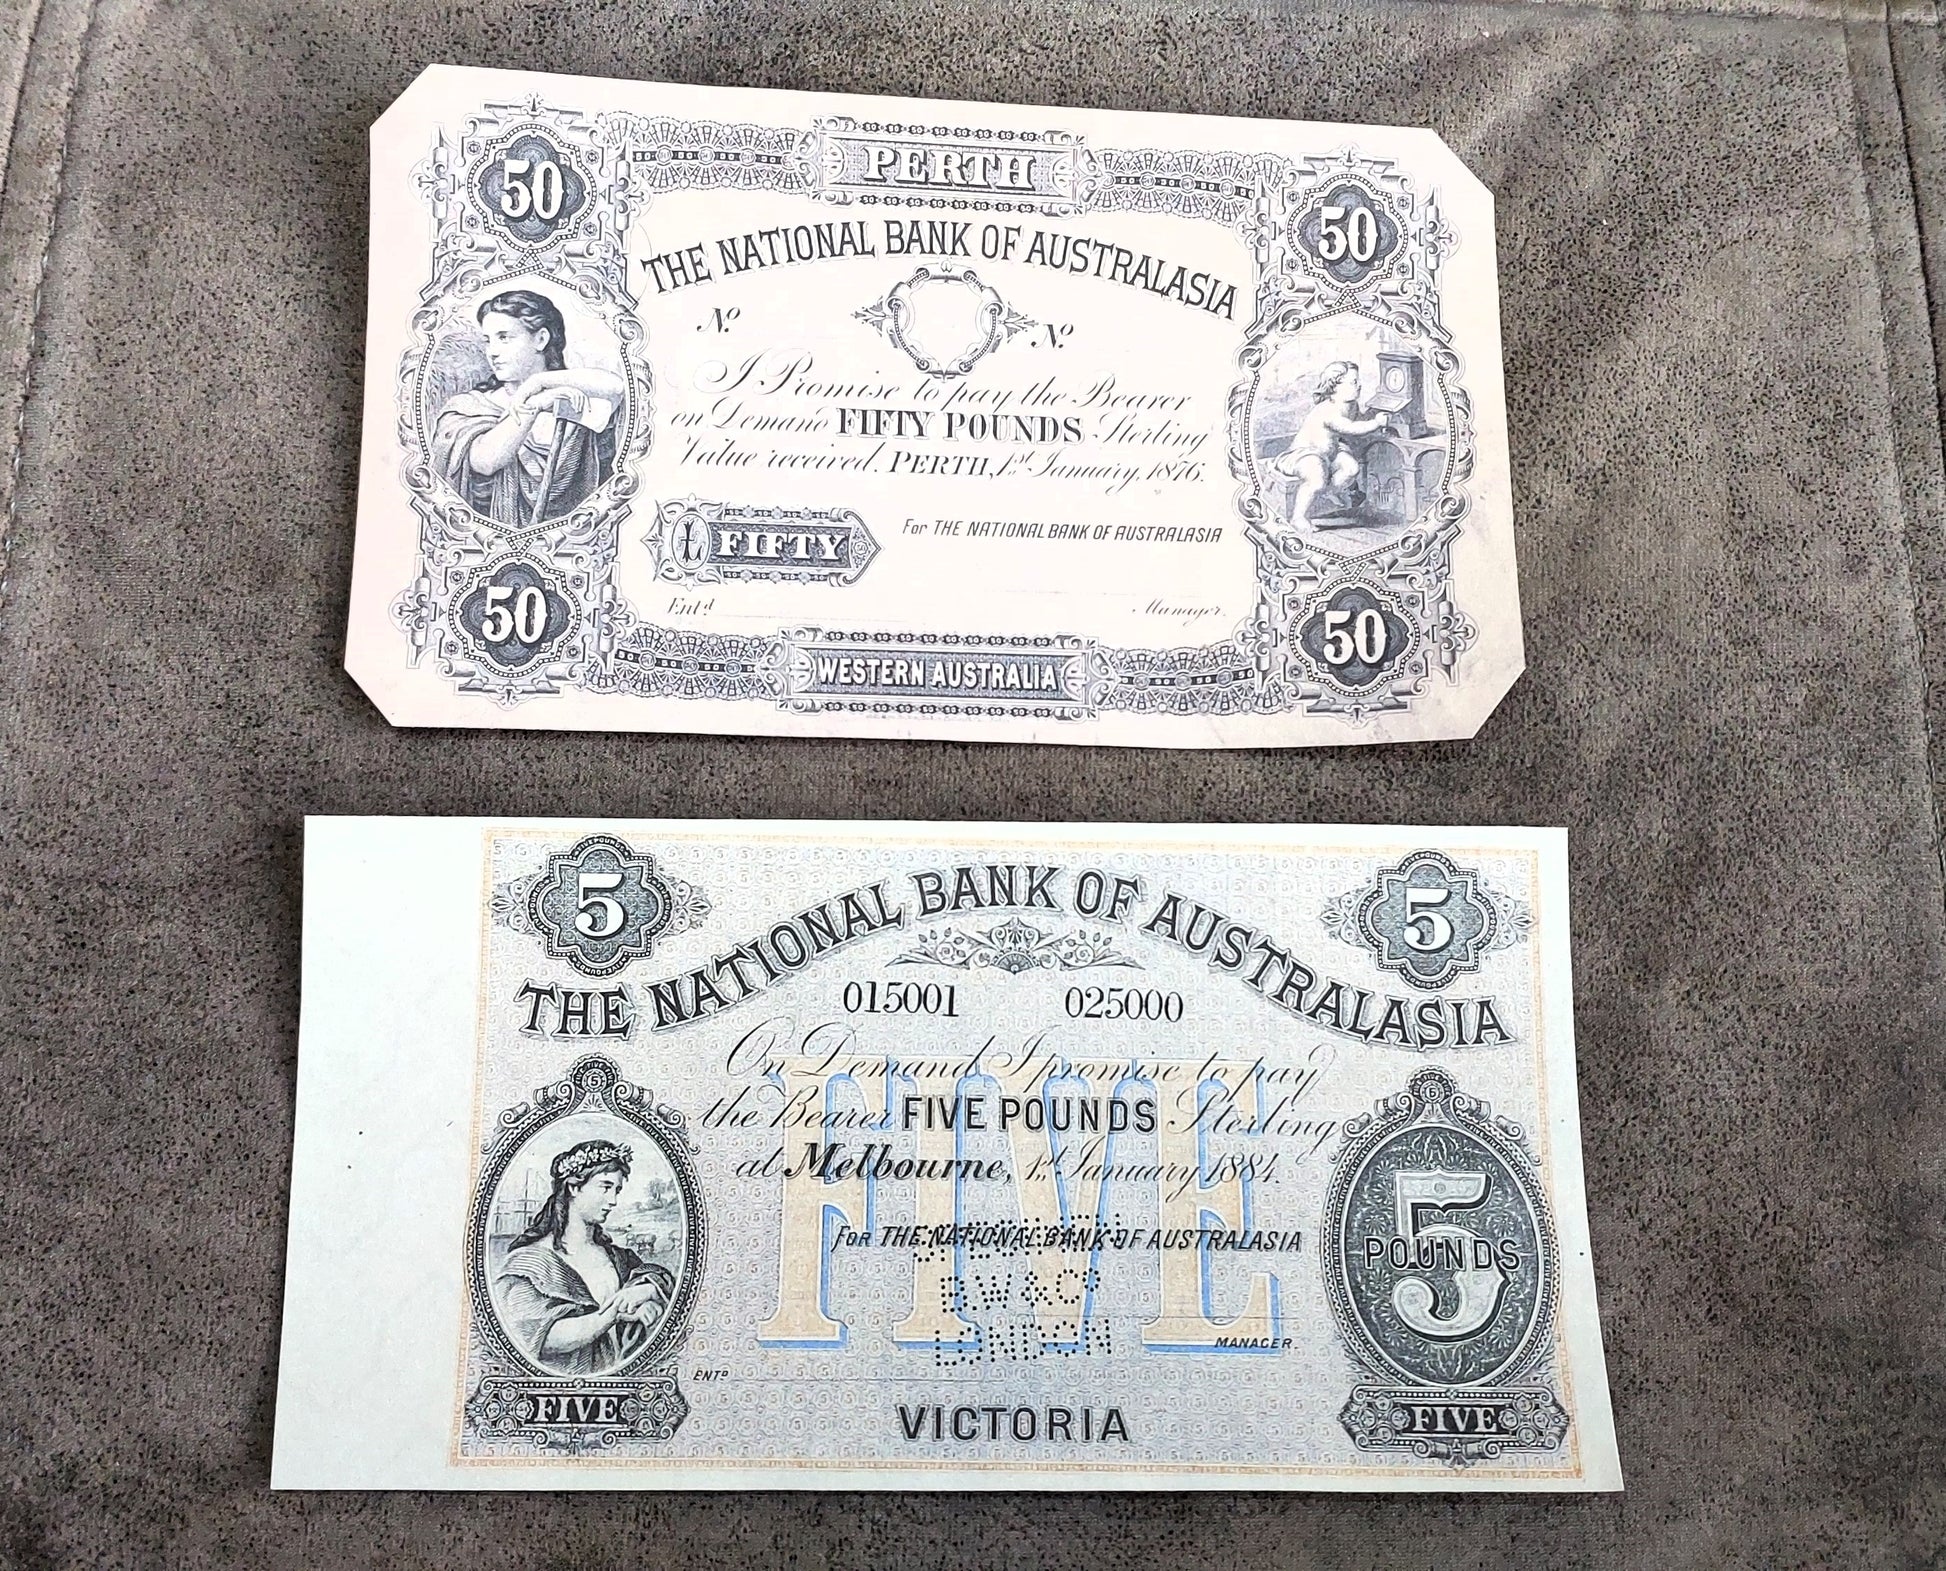 PERTH
50
50
THE NATIONAL BANK OF AUSTRALASIA
No. No.
I Promise to pay the Bearer
on Demand FIFTY POUNDS Sterling
Value received. PERTH, 1st January, 1876.
£ FIFTY
For THE NATIONAL BANK OF AUSTRALASIA
Entd Manager.
50
50
WESTERN AUSTRALIA
5
5
THE NATIONAL BANK OF AUSTRALASIA
015001 025000
On Demand I promise to pay
the Bearer FIVE POUNDS Sterling
at Melbourne, 1st January 1884.
FIVE
For THE NATIONAL BANK OF AUSTRALASIA
B.W & Co
LONDON
5
POUNDS
MANAGER.
ENTD
FIVE
FIVE
VICTORIA